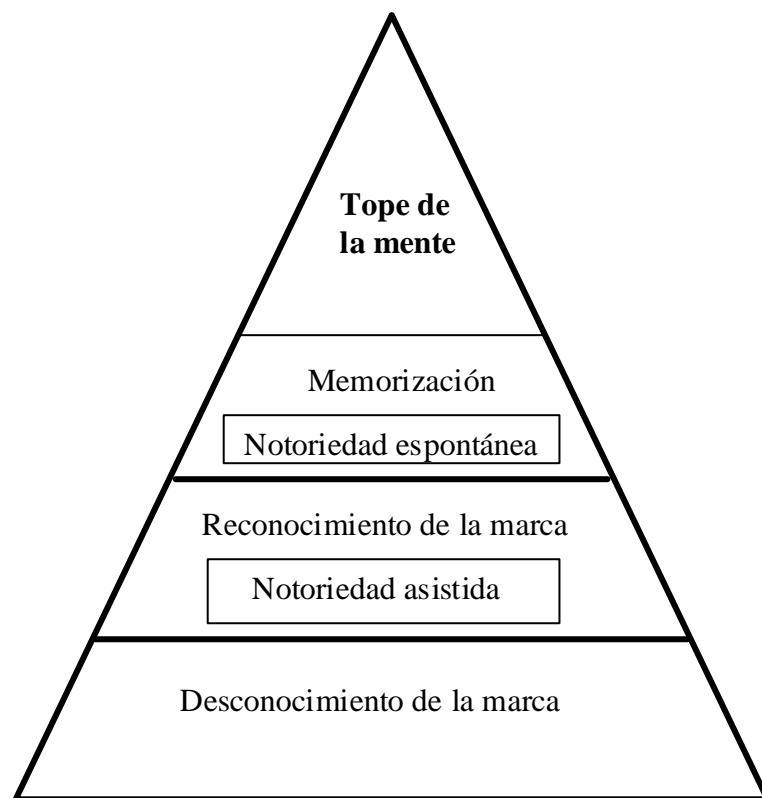 Tope de
la mente
Memorización
Notoriedad espontánea
Reconocimiento de la marca
Notoriedad asistida
Desconocimiento de la marca